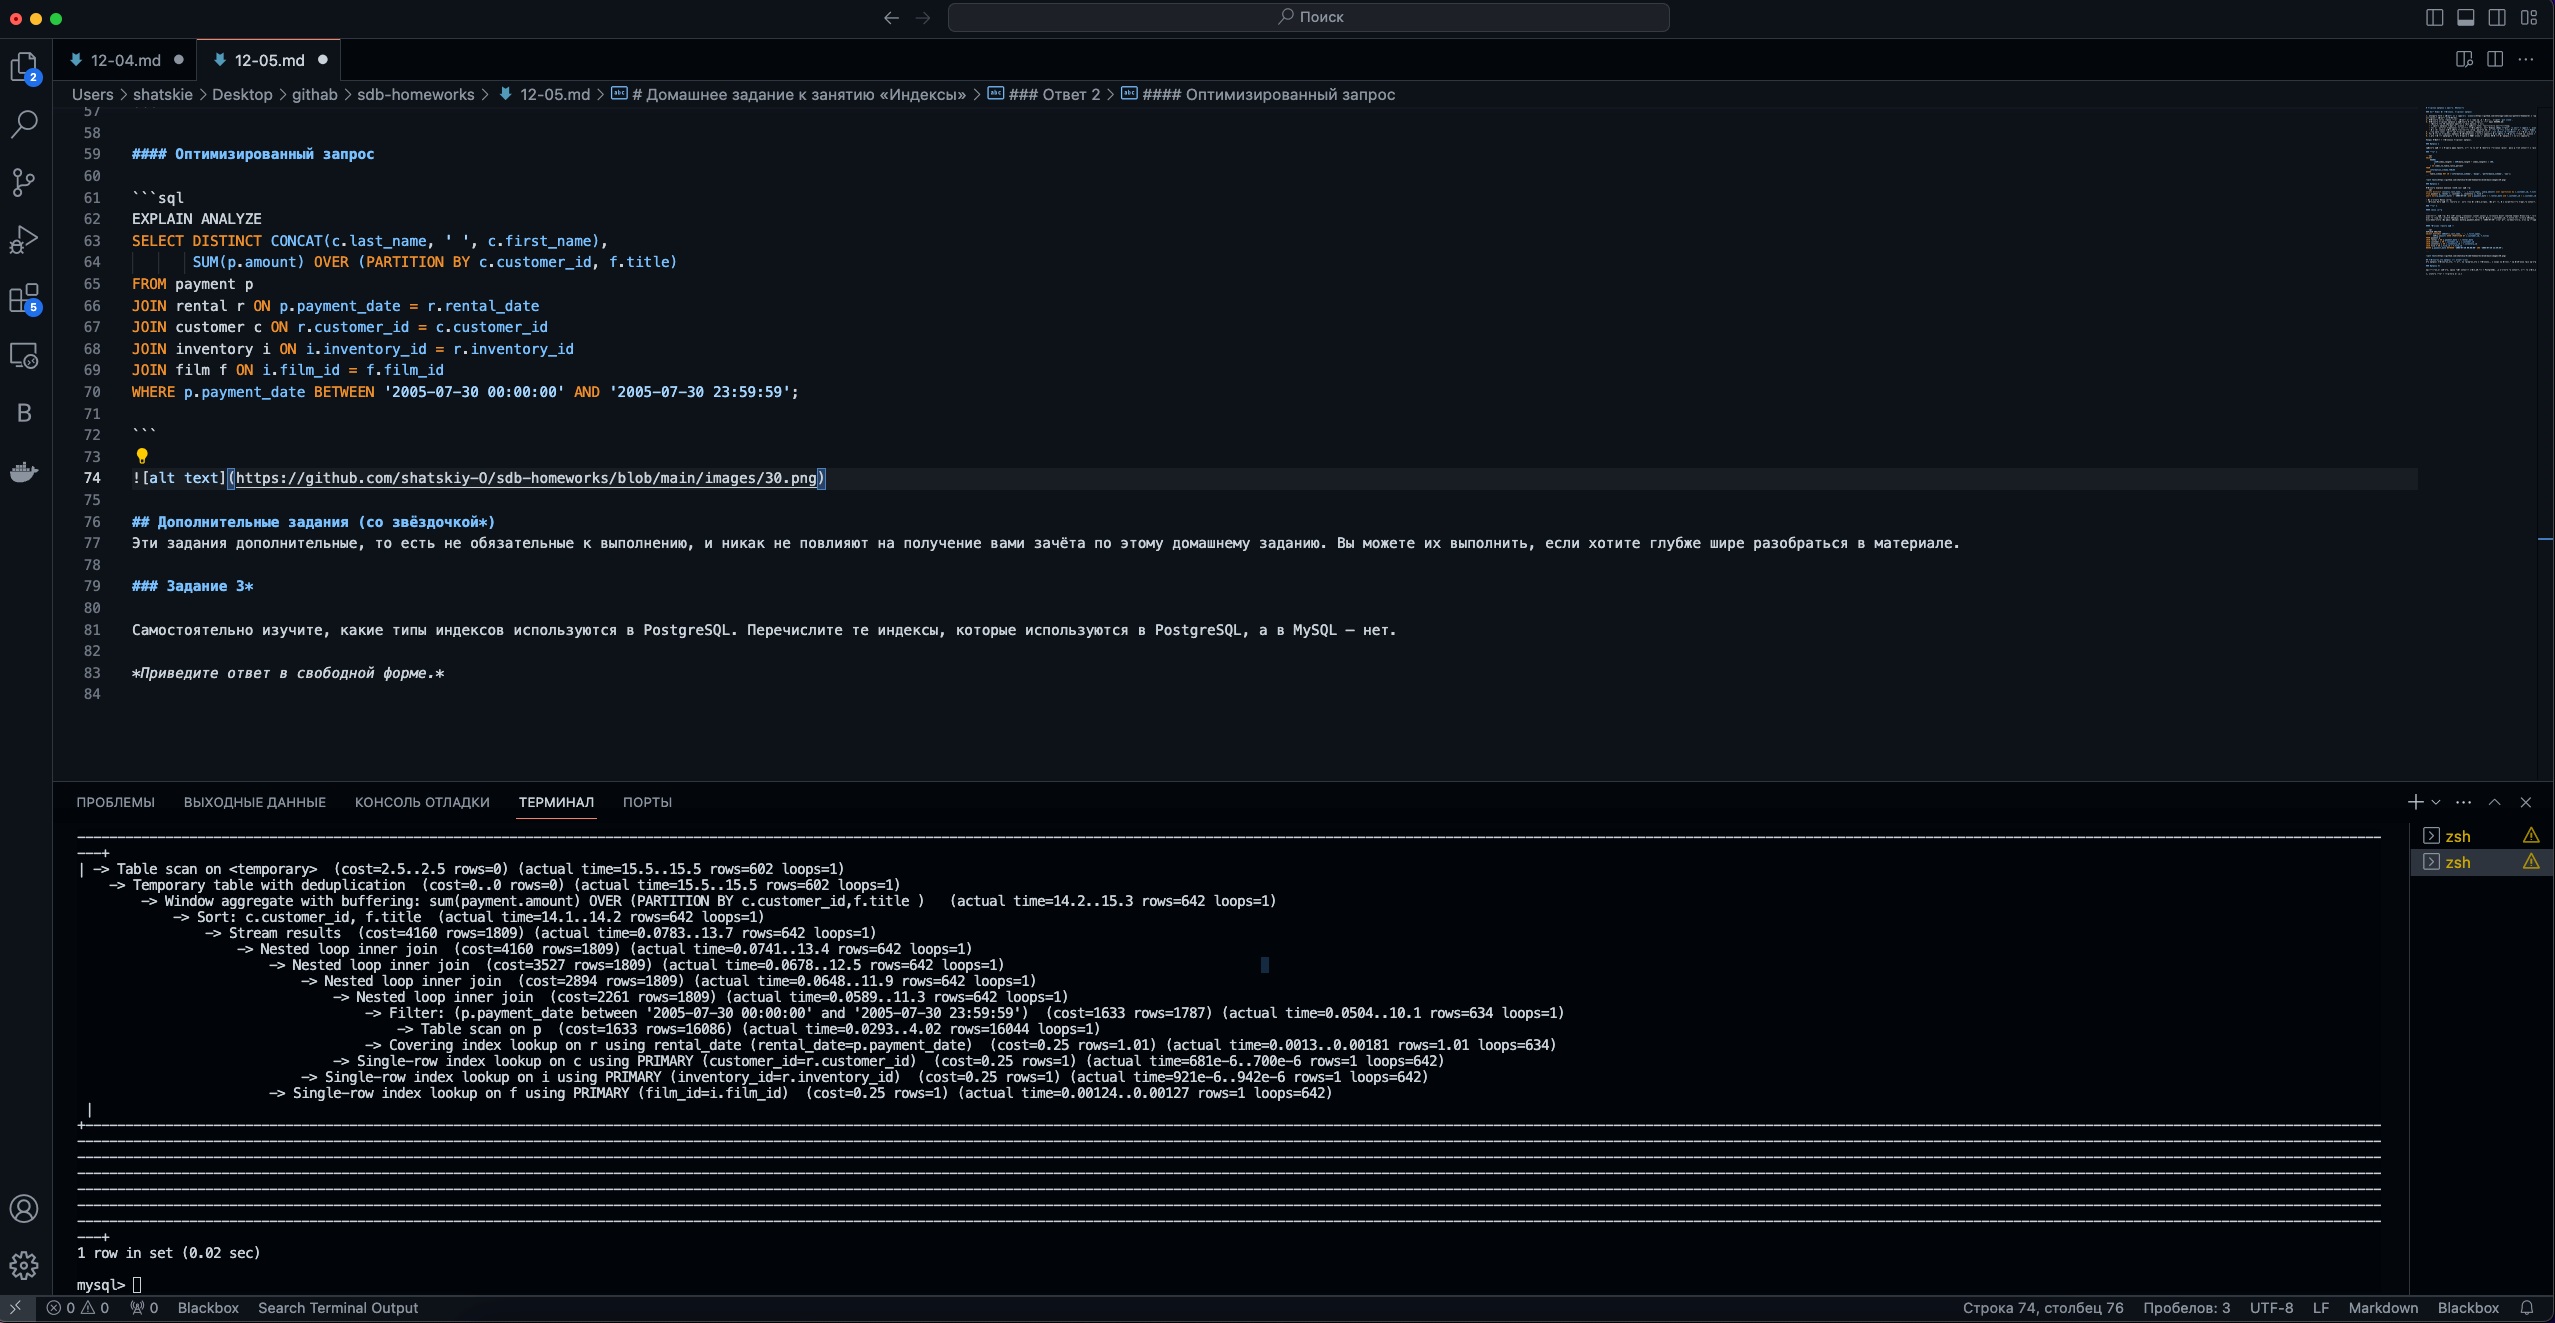 Поиск
12-04.md
12-05.md
Users > shatskie > Desktop > githab > sdb-homeworks > 12-05.md > # Домашнее задание к занятию «Индексы» > ### Ответ 2 > #### Оптимизированный запрос
2
5
B
57
58
59 #### Оптимизированный запрос
60
61 ```sql
62 EXPLAIN ANALYZE
63 SELECT DISTINCT CONCAT(c.last_name, ' ', c.first_name),
64 SUM(p.amount) OVER (PARTITION BY c.customer_id, f.title)
65 FROM payment p
66 JOIN rental r ON p.payment_date = r.rental_date
67 JOIN customer c ON r.customer_id = c.customer_id
68 JOIN inventory i ON i.inventory_id = r.inventory_id
69 JOIN film f ON i.film_id = f.film_id
70 WHERE p.payment_date BETWEEN '2005-07-30 00:00:00' AND '2005-07-30 23:59:59';
71
72 ```
73
74 ![alt text](https://github.com/shatskiy-O/sdb-homeworks/blob/main/images/30.png)
75
76 ## Дополнительные задания (со звёздочкой*)
77 Эти задания дополнительные, то есть не обязательные к выполнению, и никак не повлияют на получение вами зачёта по этому домашнему заданию. Вы можете их выполнить, если хотите глубже шире разобраться в материале.
78
79 ### Задание 3*
80
81 Самостоятельно изучите, какие типы индексов используются в PostgreSQL. Перечислите те индексы, которые используются в PostgreSQL, а в MySQL — нет.
82
83 *Приведите ответ в свободной форме.*
84
ПРОБЛЕМЫ ВЫХОДНЫЕ ДАННЫЕ КОНСОЛЬ ОТЛАДКИ ТЕРМИНАЛ ПОРТЫ
zsh
zsh
---+
| -> Table scan on <temporary>  (cost=2.5..2.5 rows=0) (actual time=15.5..15.5 rows=602 loops=1)
-> Temporary table with deduplication  (cost=0..0 rows=0) (actual time=15.5..15.5 rows=602 loops=1)
-> Window aggregate with buffering: sum(payment.amount) OVER (PARTITION BY c.customer_id,f.title )   (actual time=14.2..15.3 rows=642 loops=1)
-> Sort: c.customer_id, f.title  (actual time=14.1..14.2 rows=642 loops=1)
-> Stream results  (cost=4160 rows=1809) (actual time=0.0783..13.7 rows=642 loops=1)
-> Nested loop inner join  (cost=4160 rows=1809) (actual time=0.0741..13.4 rows=642 loops=1)
-> Nested loop inner join  (cost=3527 rows=1809) (actual time=0.0678..12.5 rows=642 loops=1)
-> Nested loop inner join  (cost=2894 rows=1809) (actual time=0.0648..11.9 rows=642 loops=1)
-> Nested loop inner join  (cost=2261 rows=1809) (actual time=0.0589..11.3 rows=642 loops=1)
-> Filter: (p.payment_date between '2005-07-30 00:00:00' and '2005-07-30 23:59:59')  (cost=1633 rows=1787) (actual time=0.0504..10.1 rows=634 loops=1)
-> Table scan on p  (cost=1633 rows=16086) (actual time=0.0293..4.02 rows=16044 loops=1)
-> Covering index lookup on r using rental_date (rental_date=p.payment_date)  (cost=0.25 rows=1.01) (actual time=0.0013..0.00181 rows=1.01 loops=634)
-> Single-row index lookup on c using PRIMARY (customer_id=r.customer_id)  (cost=0.25 rows=1) (actual time=681e-6..700e-6 rows=1 loops=642)
-> Single-row index lookup on i using PRIMARY (inventory_id=r.inventory_id)  (cost=0.25 rows=1) (actual time=921e-6..942e-6 rows=1 loops=642)
-> Single-row index lookup on f using PRIMARY (film_id=i.film_id)  (cost=0.25 rows=1) (actual time=0.00124..0.00127 rows=1 loops=642)
|
---+
1 row in set (0.02 sec)
mysql>
0 0 0 Blackbox Search Terminal Output Строка 74, столбец 76 Пробелов: 3 UTF-8 LF Markdown Blackbox